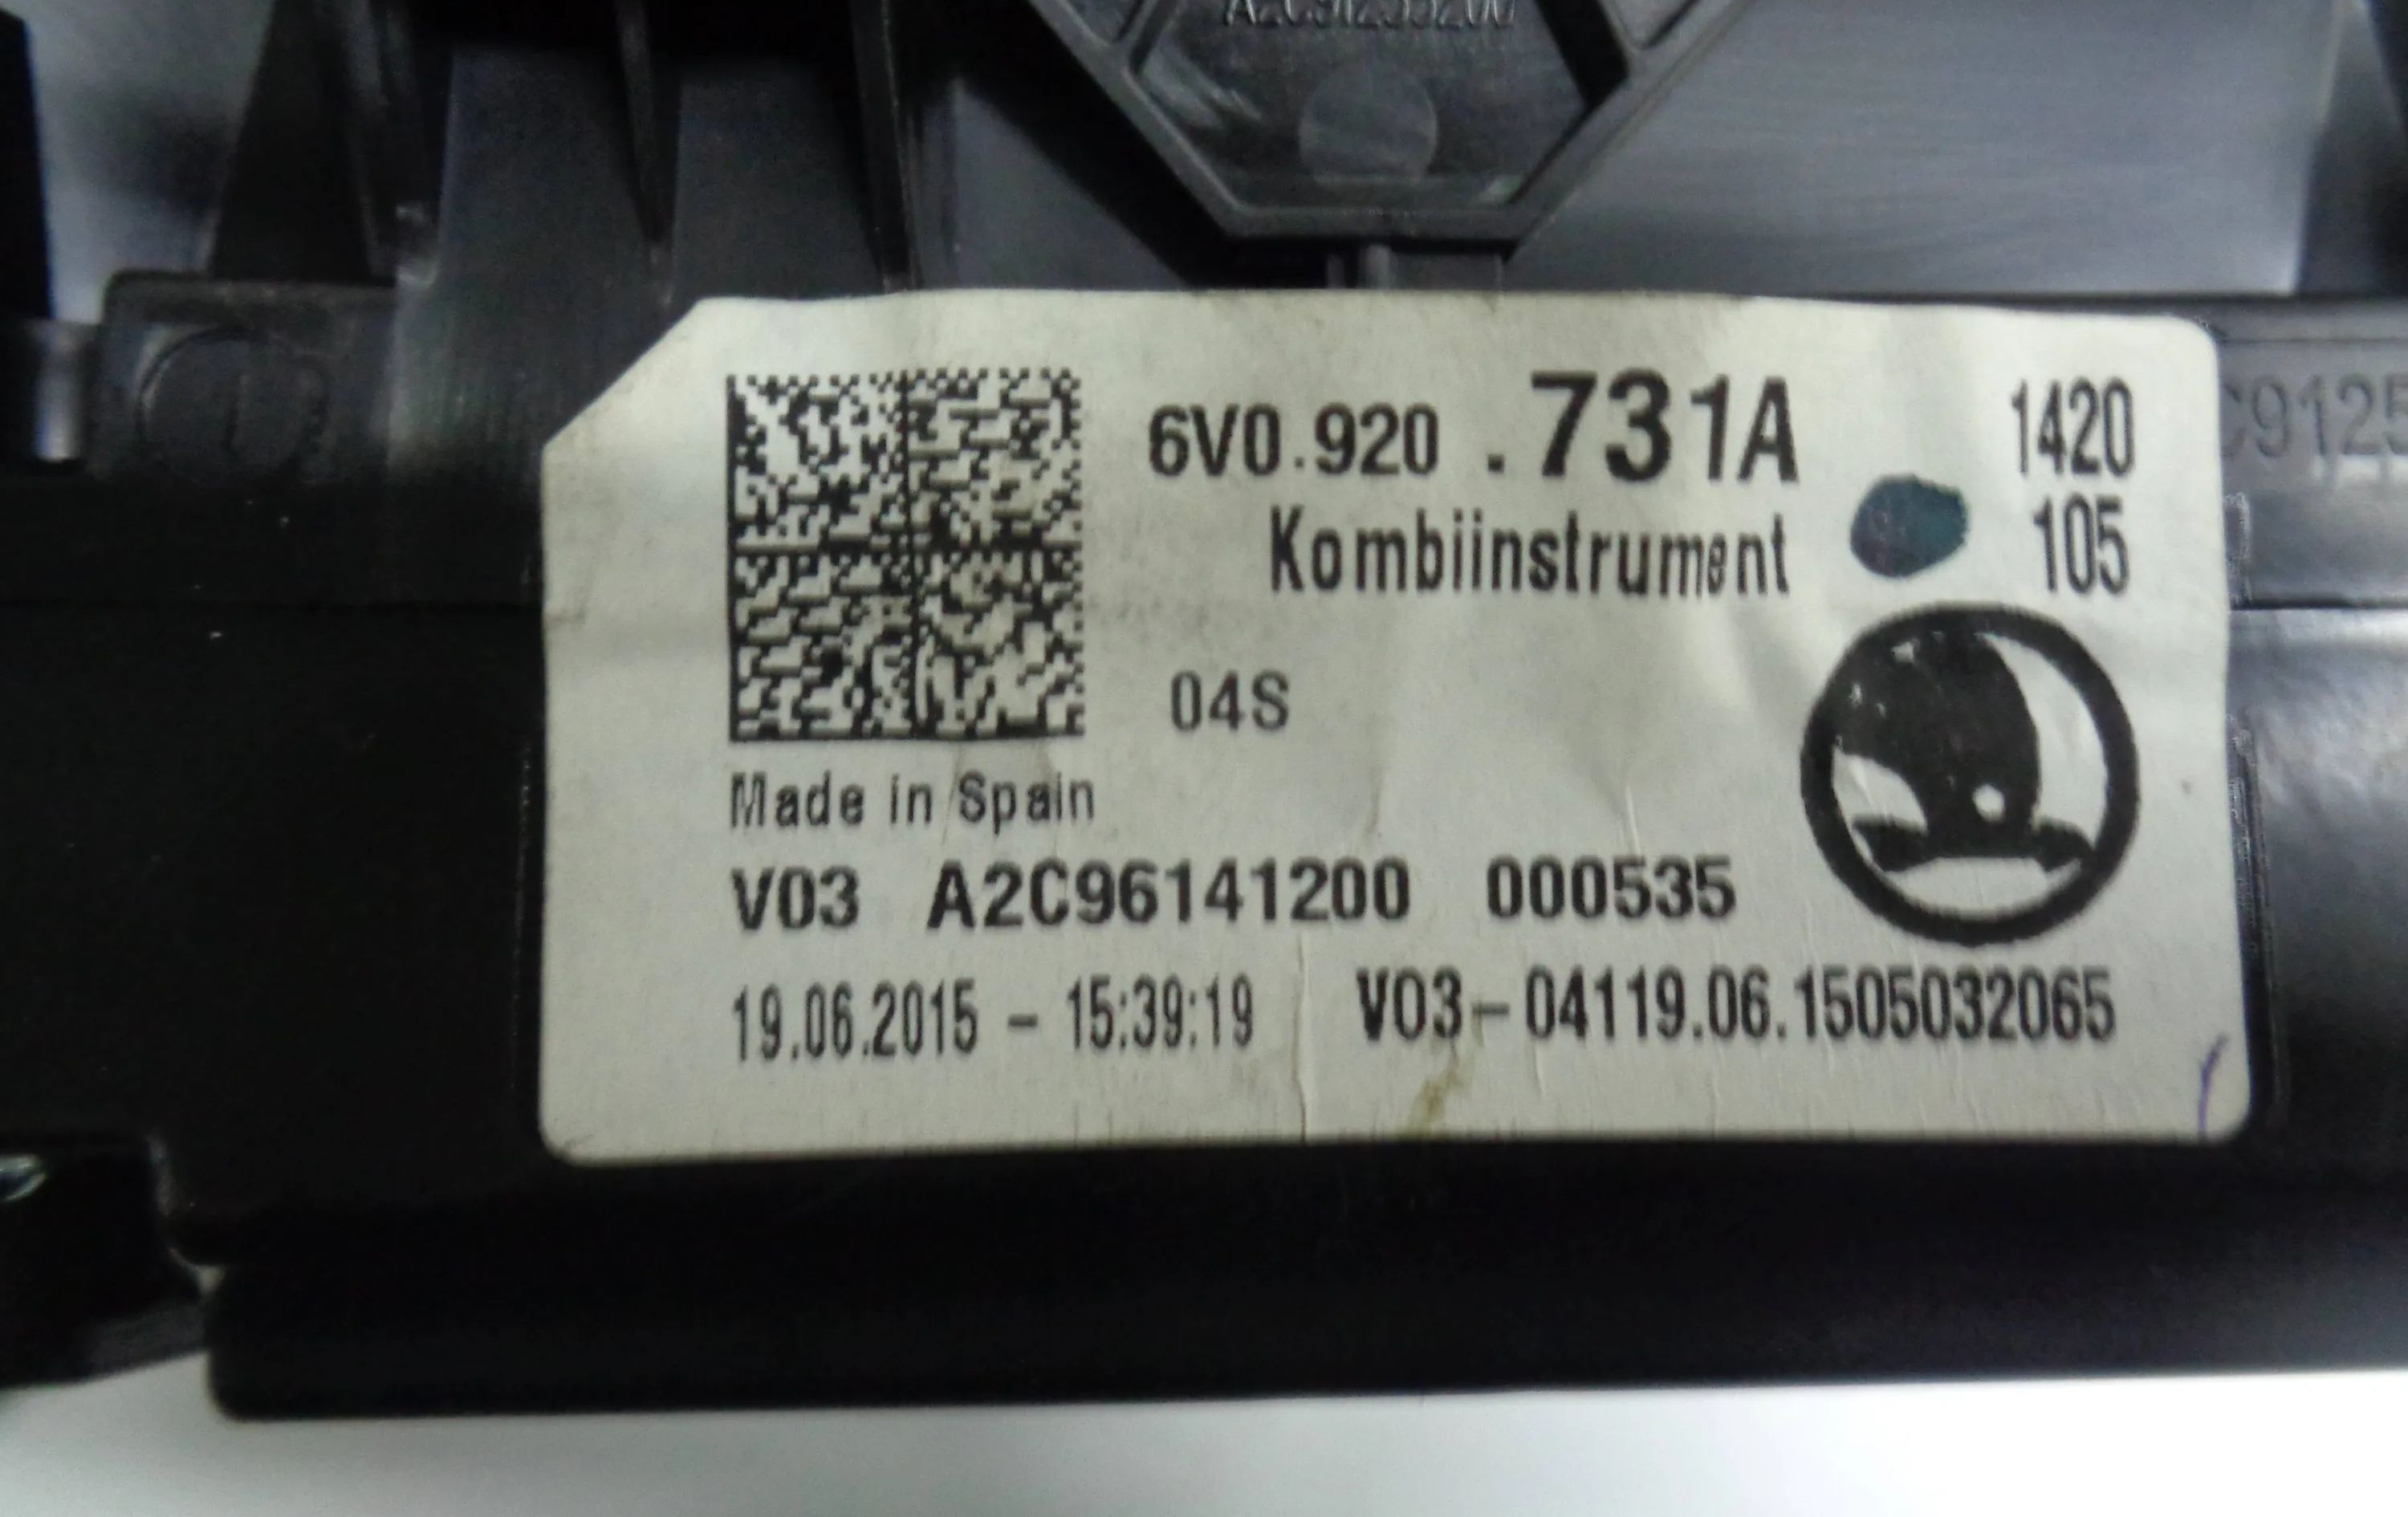 6V0.920 .731A 1420
Kombiinstrument 105
04S
Made in Spain
V03 A2C96141200 000535
19.06.2015 - 15:39:19 V03-04119.06.1505032065